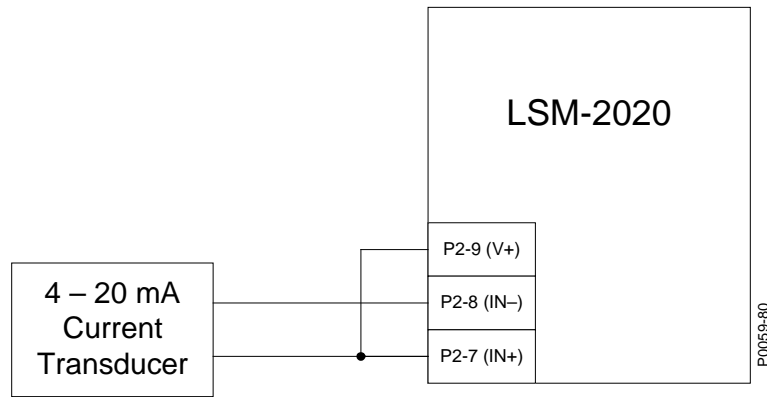 LSM-2020
P2-9 (V+)
P2-8 (IN–)
P2-7 (IN+)
4 – 20 mA
Current
Transducer
P0059-80